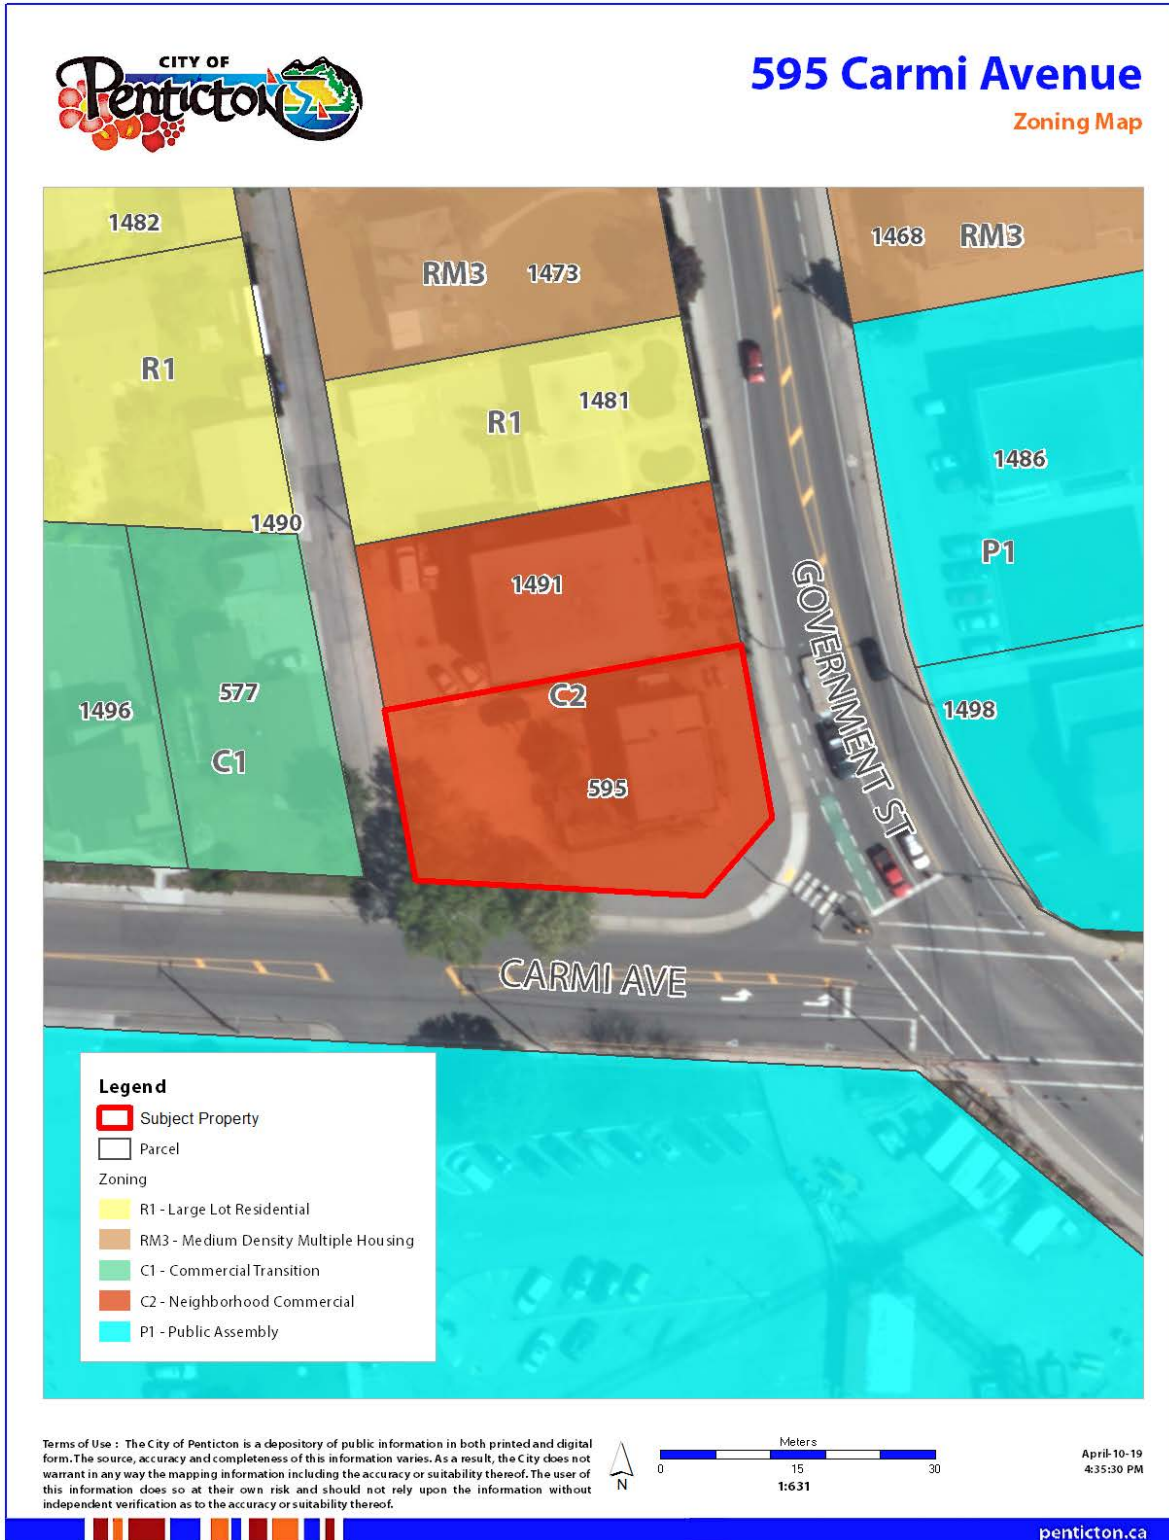 CITY OF
Penticton
595 Carmi Avenue
Zoning Map
1482
RM3 1473
1468 RM3
R1
R1 1481
1486
1490
P1
1491
GOVERNMENT ST
577
C2
1496
1498
C1
595
CARMI AVE
Legend
Subject Property
Parcel
Zoning
R1 - Large Lot Residential
RM3 - Medium Density Multiple Housing
C1 - Commercial Transition
C2 - Neighborhood Commercial
P1 - Public Assembly
Terms of Use : The City of Penticton is a depository of public information in both printed and digital
form. The source, accuracy and completeness of this information varies. As a result, the City does not
warrant in any way the mapping information including the accuracy or suitability thereof. The user of
this information does so at their own risk and should not rely upon the information without
independent verification as to the accuracy or suitability thereof.
N
Meters
0 15 30
1:631
April-10-19
4:35:30 PM
penticton.ca